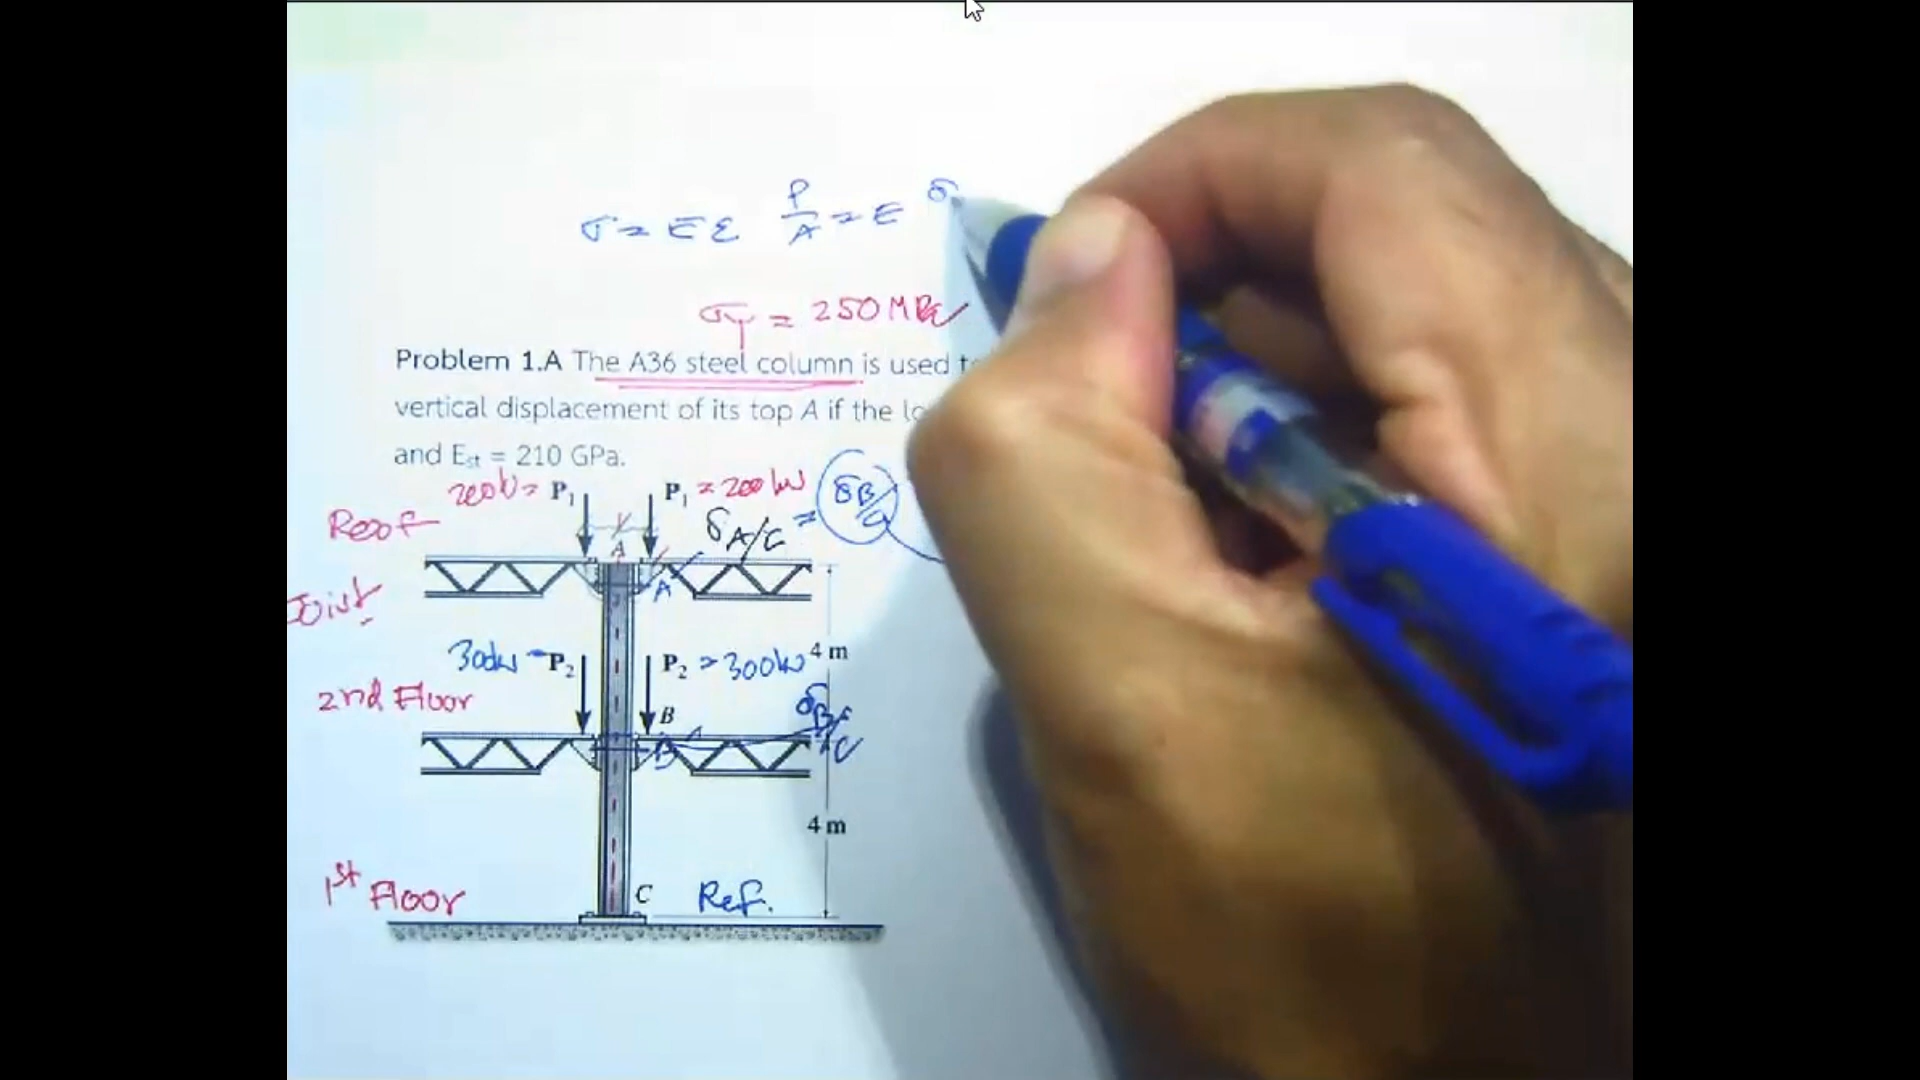 σ = E ε P/A = E δ
σY = 250 MPa
Problem 1.A The A36 steel column is used
vertical displacement of its top A if the
and Est = 210 GPa.
200kN = P1 P1 = 200 kN
δA/C = δB/C
Roof
A
A
Joist
4 m
300kN = P2 P2 = 300kN
2nd Floor
B
δB/C
B
4 m
1st Floor
C Ref.